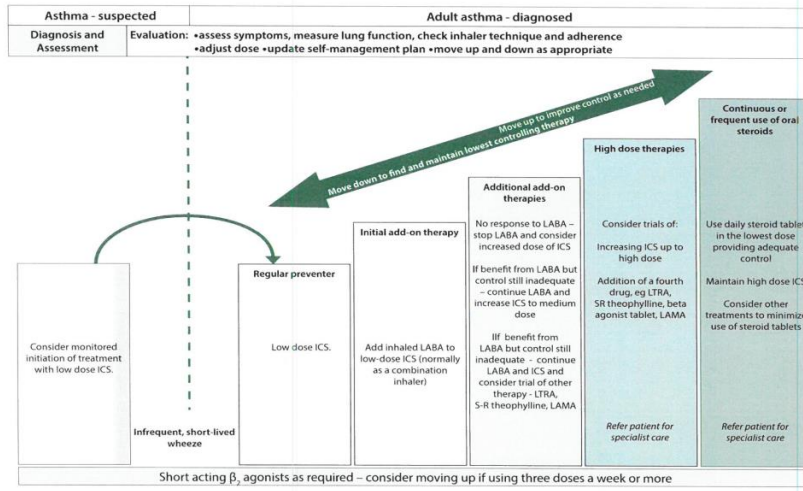 Asthma - suspected
Adult asthma - diagnosed
Diagnosis and
Assessment
Evaluation: •assess symptoms, measure lung function, check inhaler technique and adherence
•adjust dose •update self-management plan •move up and down as appropriate
Move up to improve control as needed
Move down to find and maintain lowest controlling therapy
Consider monitored
initiation of treatment
with low dose ICS.
Infrequent, short-lived
wheeze
Regular preventer
Low dose ICS.
Initial add-on therapy
Add inhaled LABA to
low-dose ICS (normally
as a combination
inhaler)
Additional add-on
therapies
No response to LABA –
stop LABA and consider
increased dose of ICS
If benefit from LABA but
control still inadequate
– continue LABA and
increase ICS to medium
dose
IIf benefit from
LABA but control still
inadequate - continue
LABA and ICS and
consider trial of other
therapy - LTRA,
S-R theophylline, LAMA
High dose therapies
Consider trials of:
Increasing ICS up to
high dose
Addition of a fourth
drug, eg LTRA,
SR theophylline, beta
agonist tablet, LAMA
Refer patient for
specialist care
Continuous or
frequent use of oral
steroids
Use daily steroid tablet
in the lowest dose
providing adequate
control
Maintain high dose ICS
Consider other
treatments to minimize
use of steroid tablets
Refer patient for
specialist care
Short acting β₂ agonists as required – consider moving up if using three doses a week or more